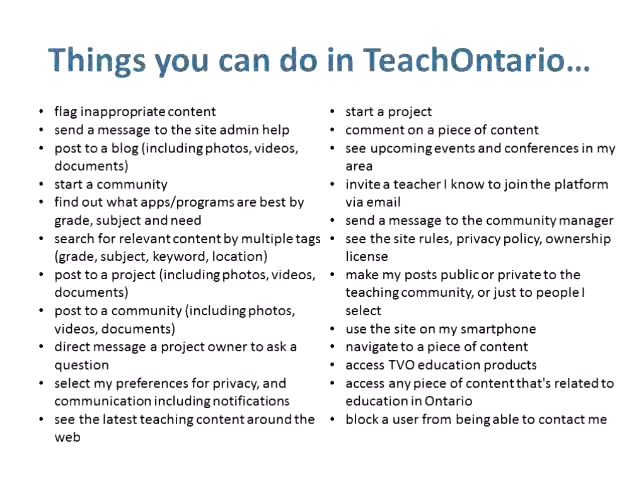 Things you can do in TeachOntario...
• flag inappropriate content
• send a message to the site admin help
• post to a blog (including photos, videos,
documents)
• start a community
• find out what apps/programs are best by
grade, subject and need
• search for relevant content by multiple tags
(grade, subject, keyword, location)
• post to a project (including photos, videos,
documents)
• post to a community (including photos,
videos, documents)
• direct message a project owner to ask a
question
• select my preferences for privacy, and
communication including notifications
• see the latest teaching content around the
web
• start a project
• comment on a piece of content
• see upcoming events and conferences in my
area
• invite a teacher I know to join the platform
via email
• send a message to the community manager
• see the site rules, privacy policy, ownership
license
• make my posts public or private to the
teaching community, or just to people I
select
• use the site on my smartphone
• navigate to a piece of content
• access TVO education products
• access any piece of content that's related to
education in Ontario
• block a user from being able to contact me